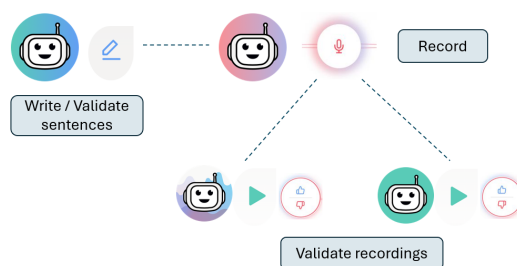 Record
Write / Validate
sentences
Validate recordings